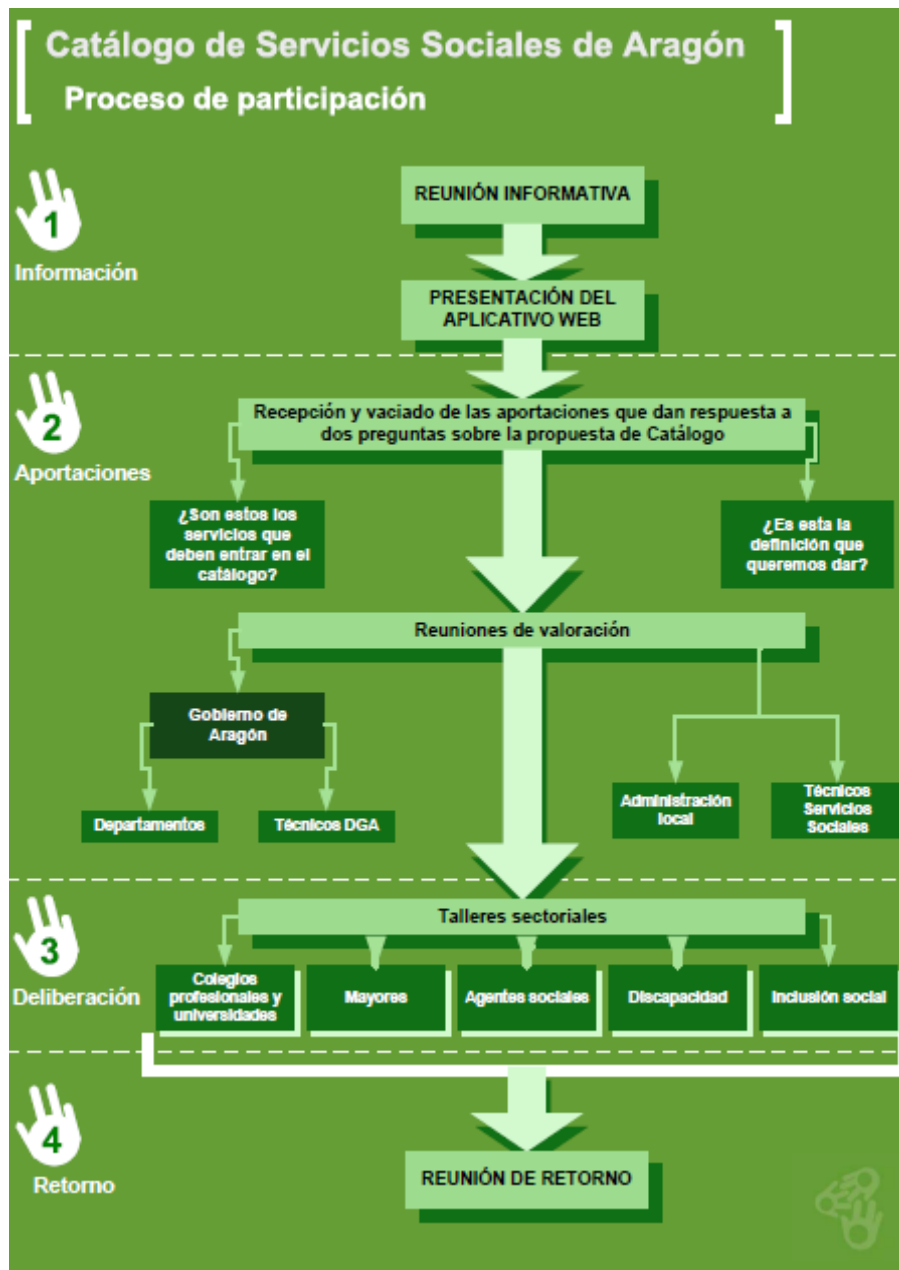 Catálogo de Servicios Sociales de Aragón
Proceso de participación
1
Información
REUNIÓN INFORMATIVA
PRESENTACIÓN DEL
APLICATIVO WEB
2
Aportaciones
Recepción y vaciado de las aportaciones que dan respuesta a
dos preguntas sobre la propuesta de Catálogo
¿Son estos los
servicios que
deben entrar en el
catálogo?
¿Es esta la
definición que
queremos dar?
Reuniones de valoración
Gobierno de
Aragón
Departamentos
Técnicos DGA
Administración
local
Técnicos
Servicios
Sociales
3
Deliberación
Talleres sectoriales
Colegios
profesionales y
universidades
Mayores
Agentes sociales
Discapacidad
Inclusión social
4
Retorno
REUNIÓN DE RETORNO